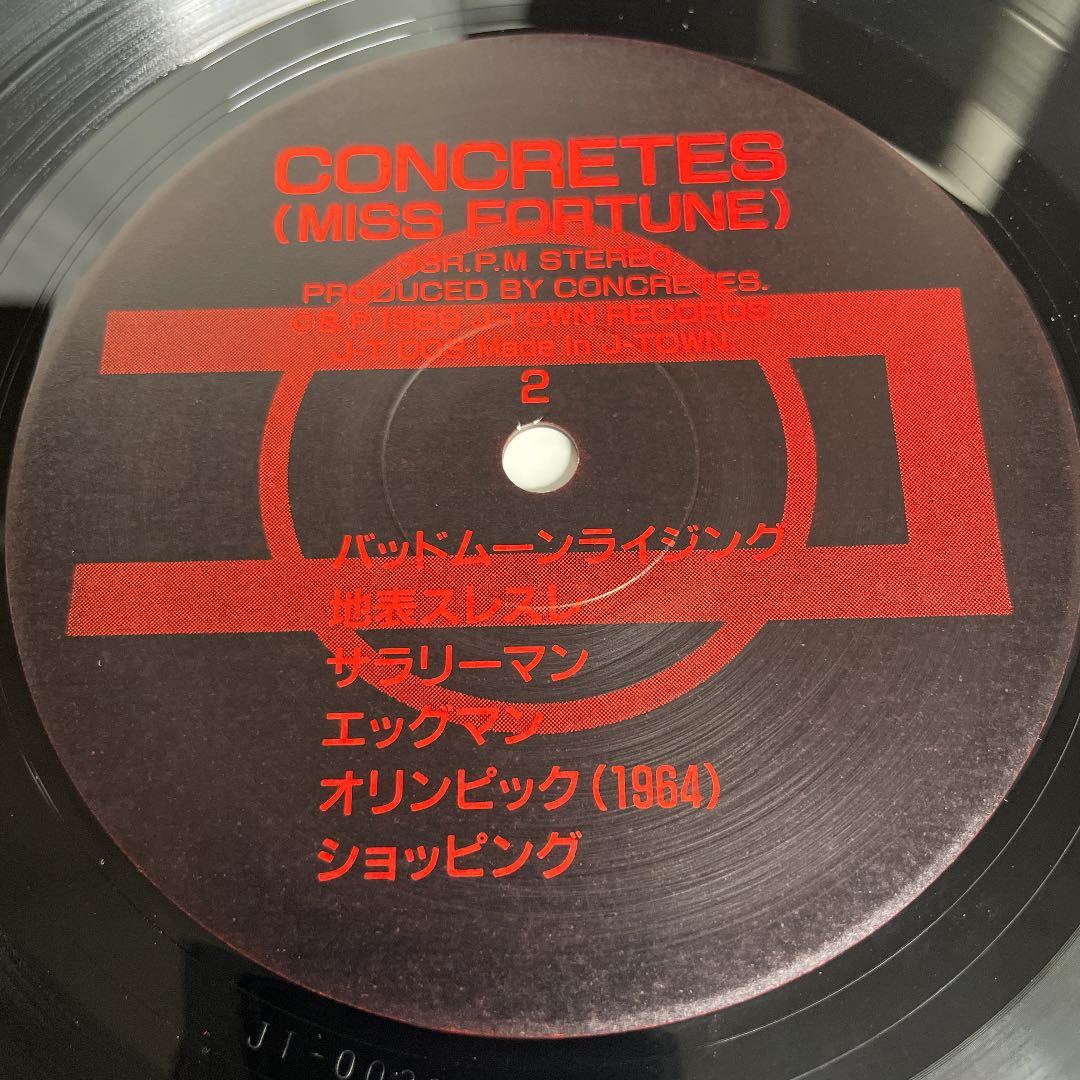 CONCRETES
(MISS FORTUNE)
33R.P.M STEREO
PRODUCED BY CONCRETES.
©&℗ 1989 J-TOWN RECORDS.
J-T 003 Made in J-TOWN
2
バッドムーンライジング
地表スレスレ
サラリーマン
エッグマン
オリンピック(1964)
ショッピング